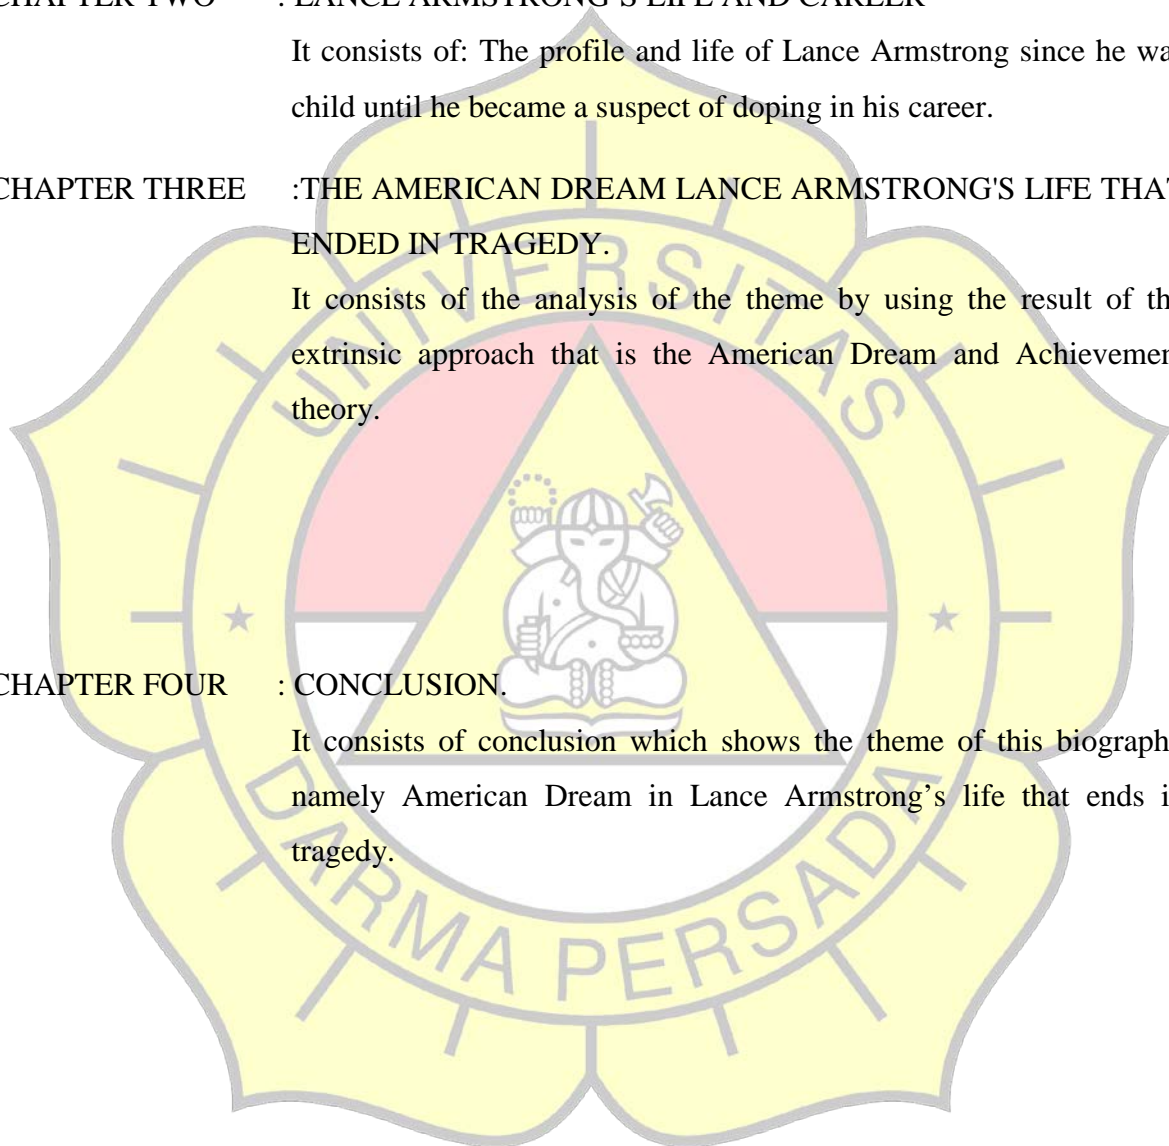 CHAPTER TWO : LANCE ARMSTRONG'S LIFE AND CAREER
It consists of: The profile and life of Lance Armstrong since he wa
child until he became a suspect of doping in his career.
CHAPTER THREE :THE AMERICAN DREAM LANCE ARMSTRONG'S LIFE THAT
ENDED IN TRAGEDY.
It consists of the analysis of the theme by using the result of th
extrinsic approach that is the American Dream and Achievemen
theory.
CHAPTER FOUR : CONCLUSION.
It consists of conclusion which shows the theme of this biograph
namely American Dream in Lance Armstrong’s life that ends i
tragedy.
UNIVERSITAS
DARMA PERSADA